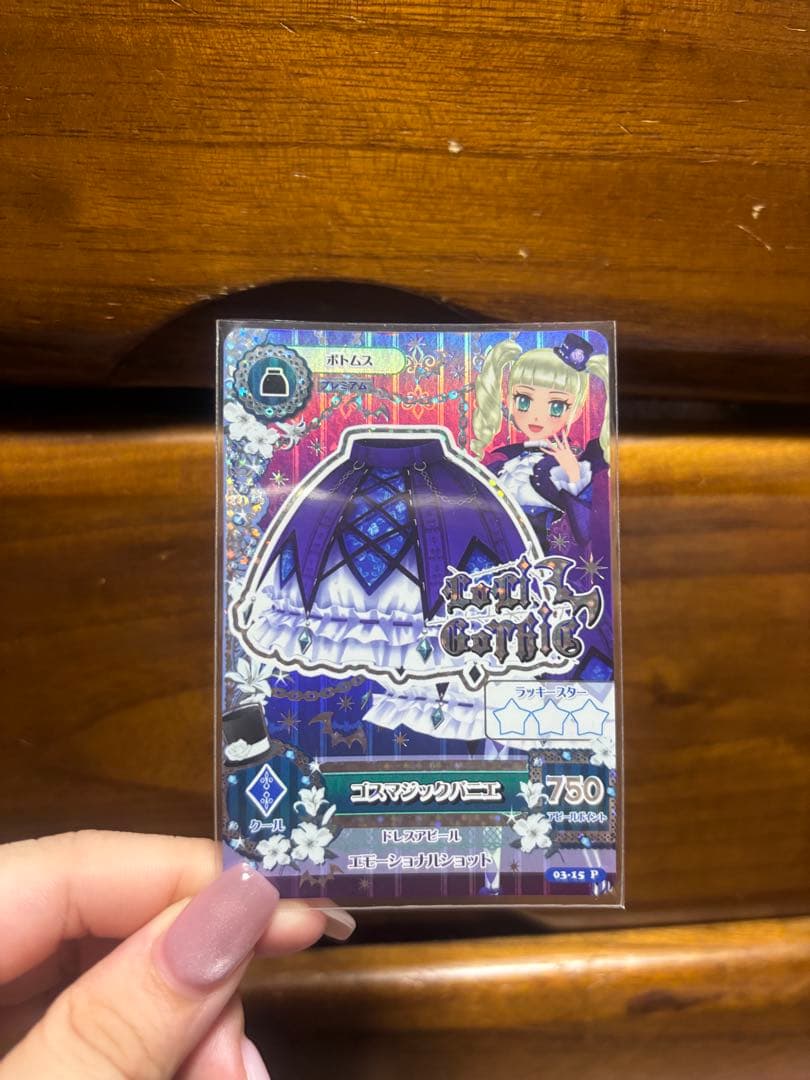 ボトムス
プレミアム
LoLi
GoTHiC
ラッキースター
ゴスマジックパニエ
750
アピールポイント
クール
ドレスアピール
エモーショナルショット
03-15 P